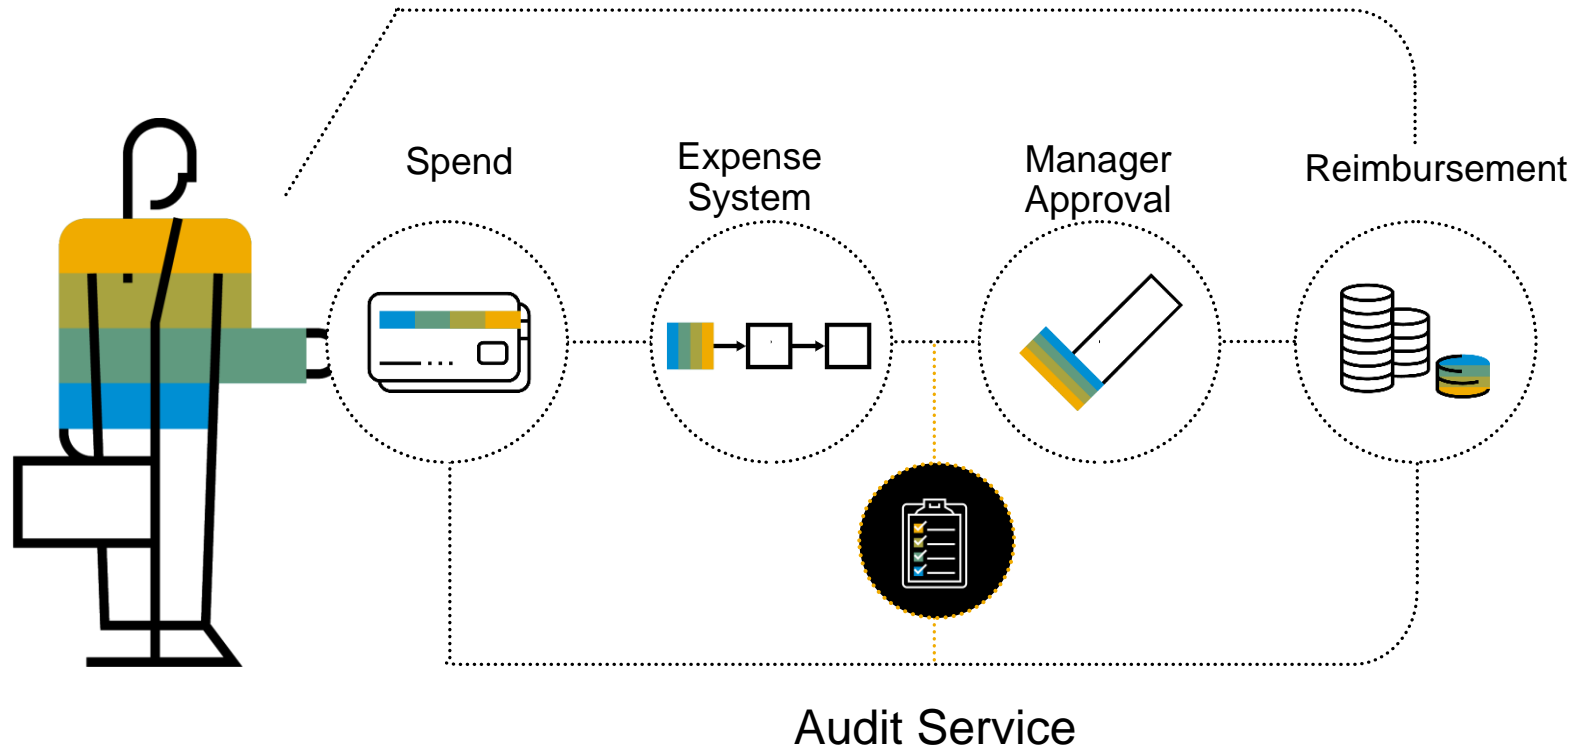 Spend
Expense
System
Manager
Approval
Reimbursement
Audit Service